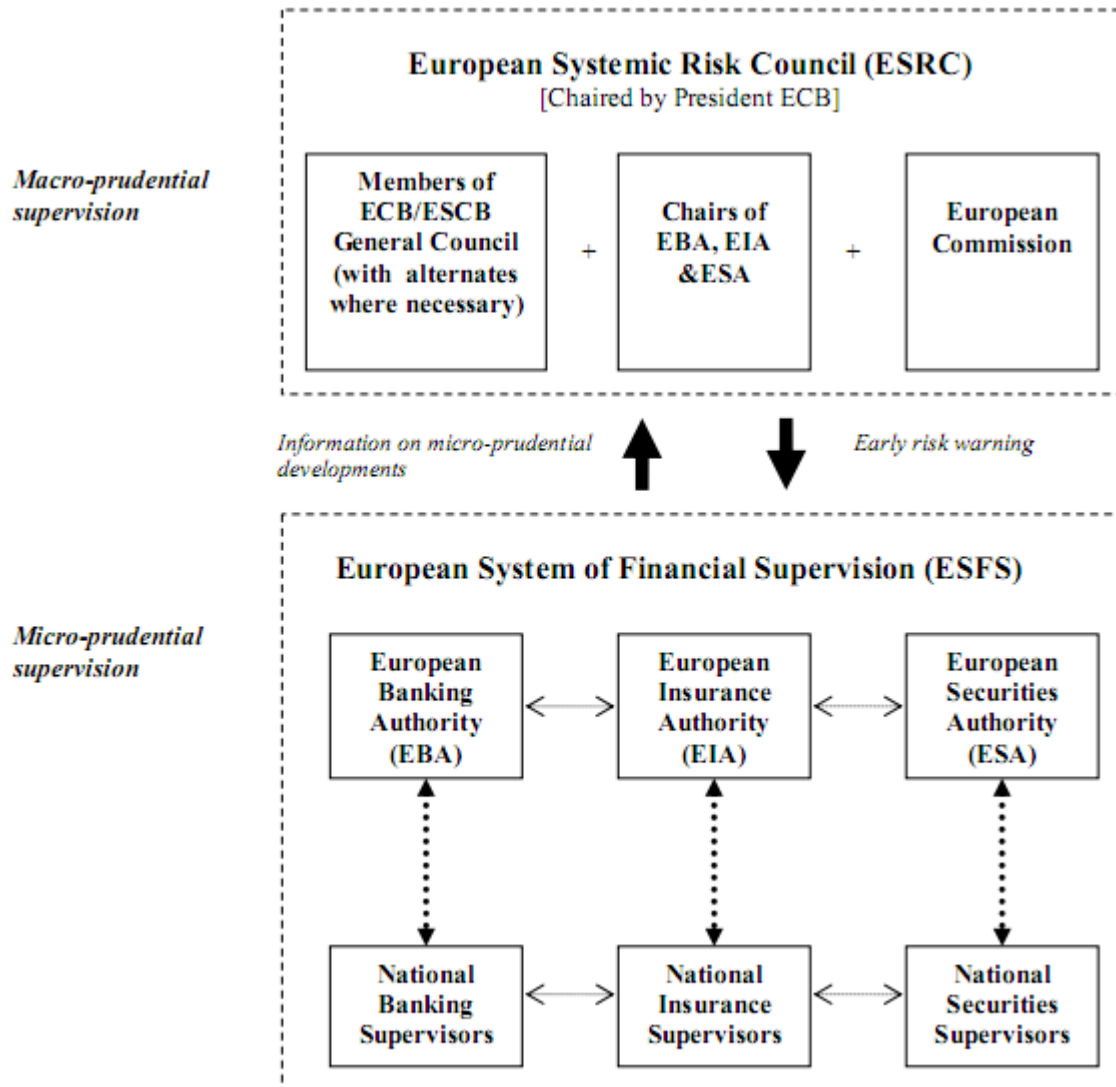 European Systemic Risk Council (ESRC)
[Chaired by President ECB]
Macro-prudential
supervision
Members of
ECB/ESCB
General Council
(with alternates
where necessary)
+
Chairs of
EBA, EIA
&ESA
+
European
Commission
Information on micro-prudential
developments
Early risk warning
European System of Financial Supervision (ESFS)
Micro-prudential
supervision
European
Banking
Authority
(EBA)
European
Insurance
Authority
(EIA)
European
Securities
Authority
(ESA)
National
Banking
Supervisors
National
Insurance
Supervisors
National
Securities
Supervisors